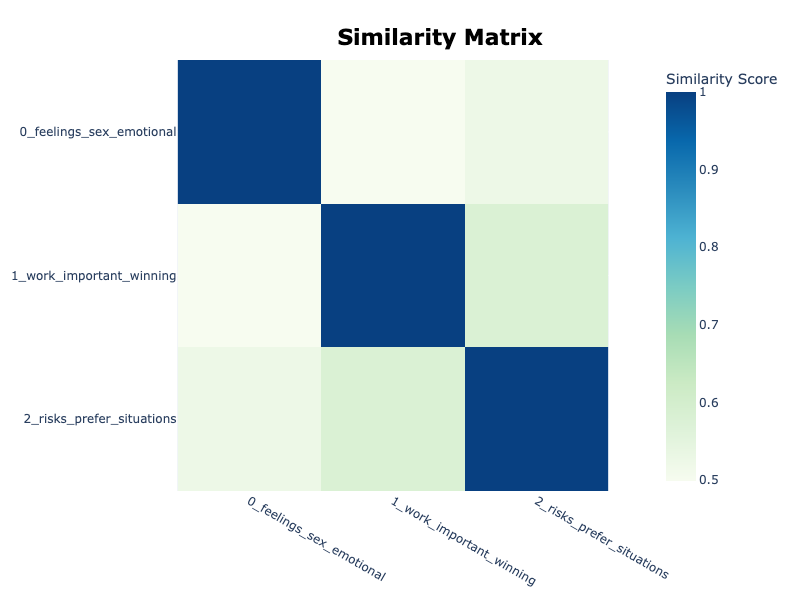 Similarity Matrix
Similarity Score
0_feelings_sex_emotional
1_work_important_winning
2_risks_prefer_situations
0_feelings_sex_emotional
1_work_important_winning
2_risks_prefer_situations
1
0.9
0.8
0.7
0.6
0.5